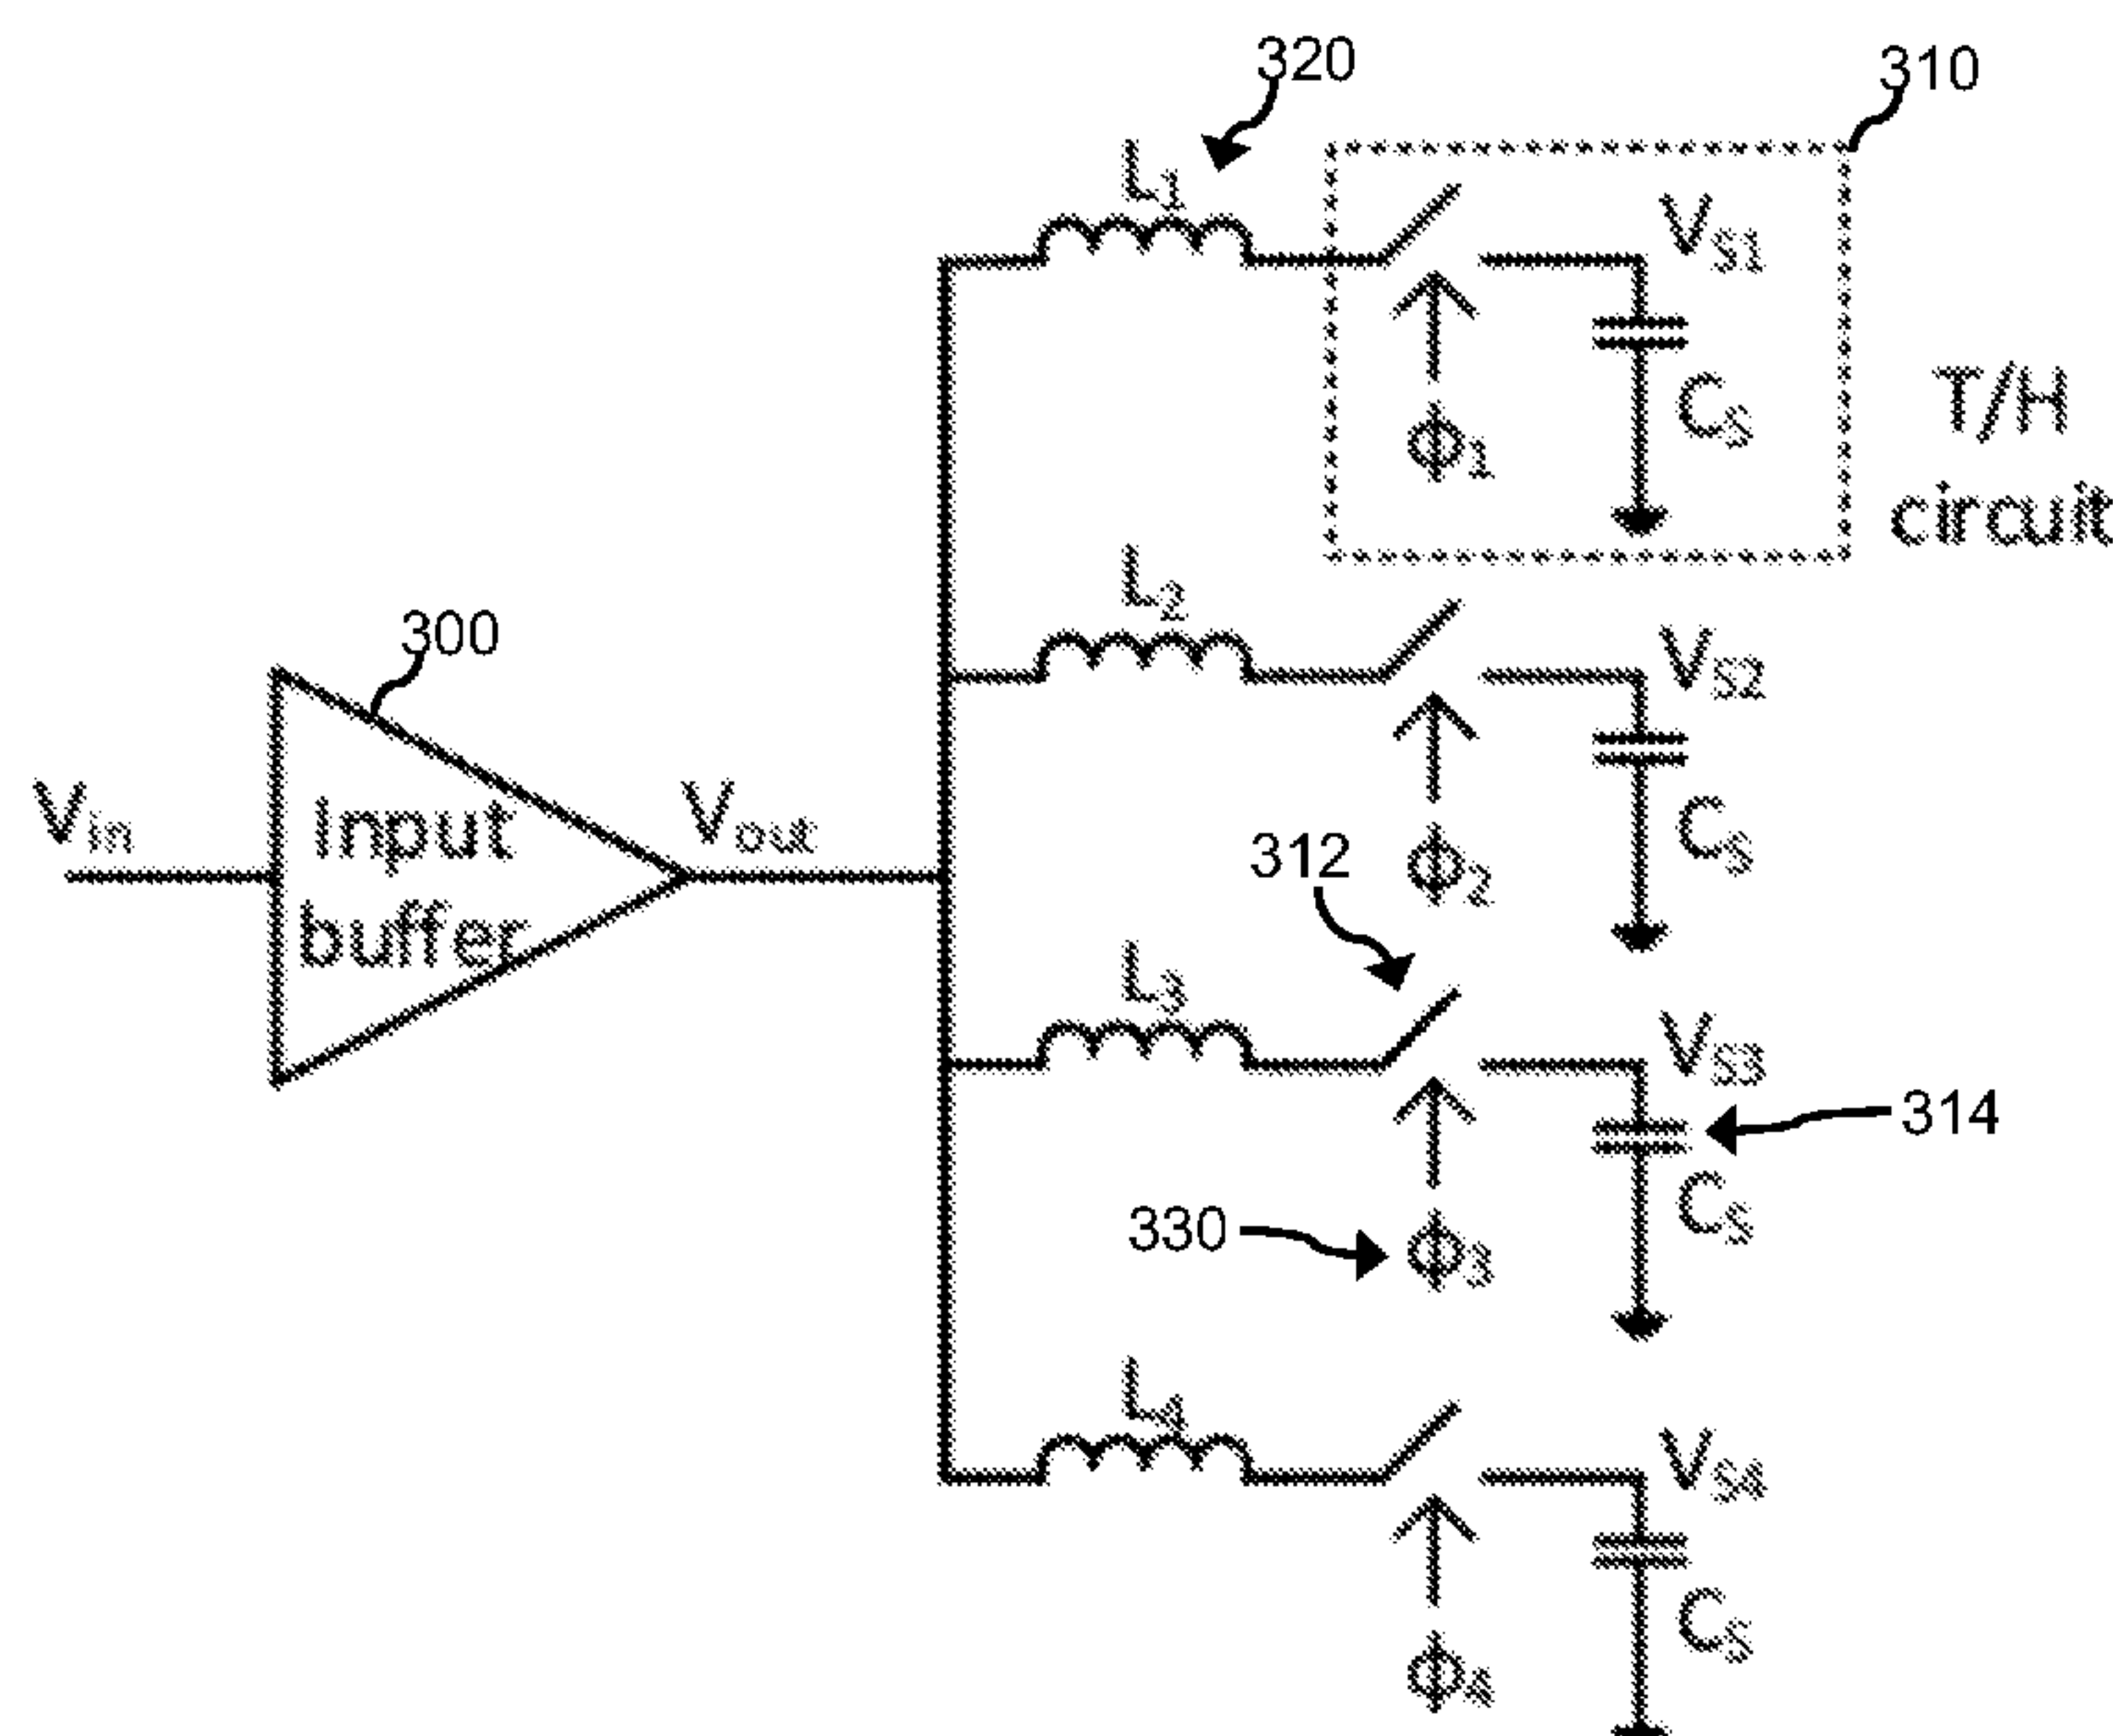 320
310
L1
VS1
CS
T/H
circuit
Φ1
L2
300
VS2
Vin
Input
buffer
Vout
CS
312
Φ2
L3
VS3
314
CS
330
Φ3
L4
VS4
CS
Φ4